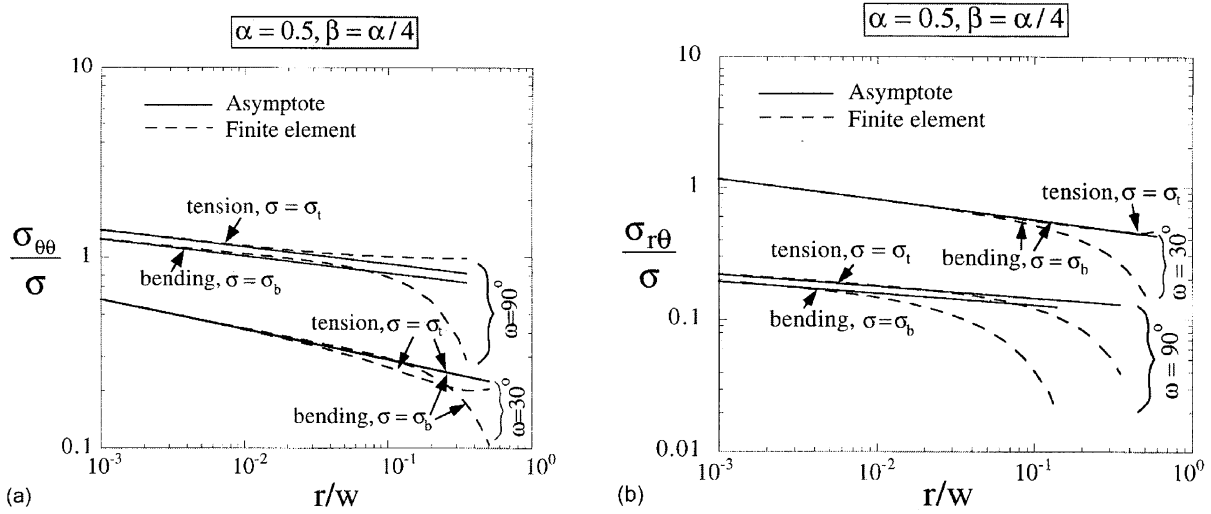 α = 0.5, β = α / 4
10
Asymptote
Finite element
tension, σ = σt
1
σθθ
σ
bending, σ = σb
ω=90°
tension, σ = σt
bending, σ = σb
ω=30°
0.1
10⁻³
10⁻²
10⁻¹
10⁰
(a)
r/w
α = 0.5, β = α / 4
10
Asymptote
Finite element
1
tension, σ = σt
σrθ
σ
tension, σ = σt
bending, σ = σb
ω = 30°
bending, σ = σb
0.1
ω = 90°
0.01
10⁻³
10⁻²
10⁻¹
10⁰
(b)
r/w